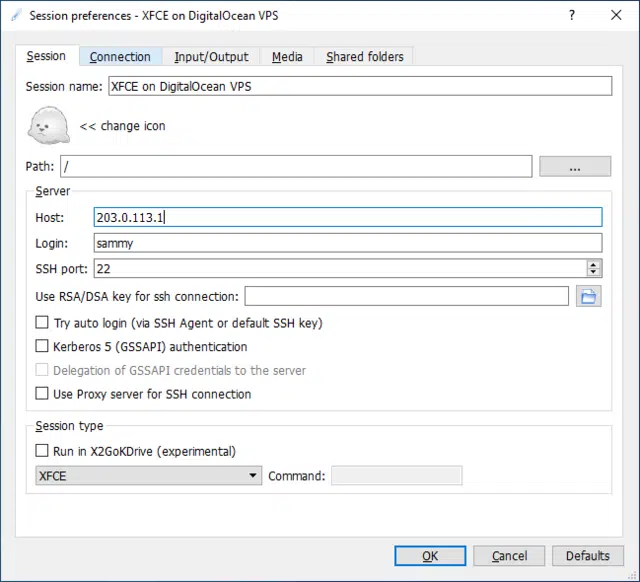 Session preferences - XFCE on DigitalOcean VPS ?
Session Connection Input/Output Media Shared folders
Session name: XFCE on DigitalOcean VPS
<< change icon
Path: / ...
Server
Host: 203.0.113.1
Login: sammy
SSH port: 22
Use RSA/DSA key for ssh connection:
Try auto login (via SSH Agent or default SSH key)
Kerberos 5 (GSSAPI) authentication
Delegation of GSSAPI credentials to the server
Use Proxy server for SSH connection
Session type
Run in X2GoKDrive (experimental)
XFCE Command:
OK Cancel Defaults